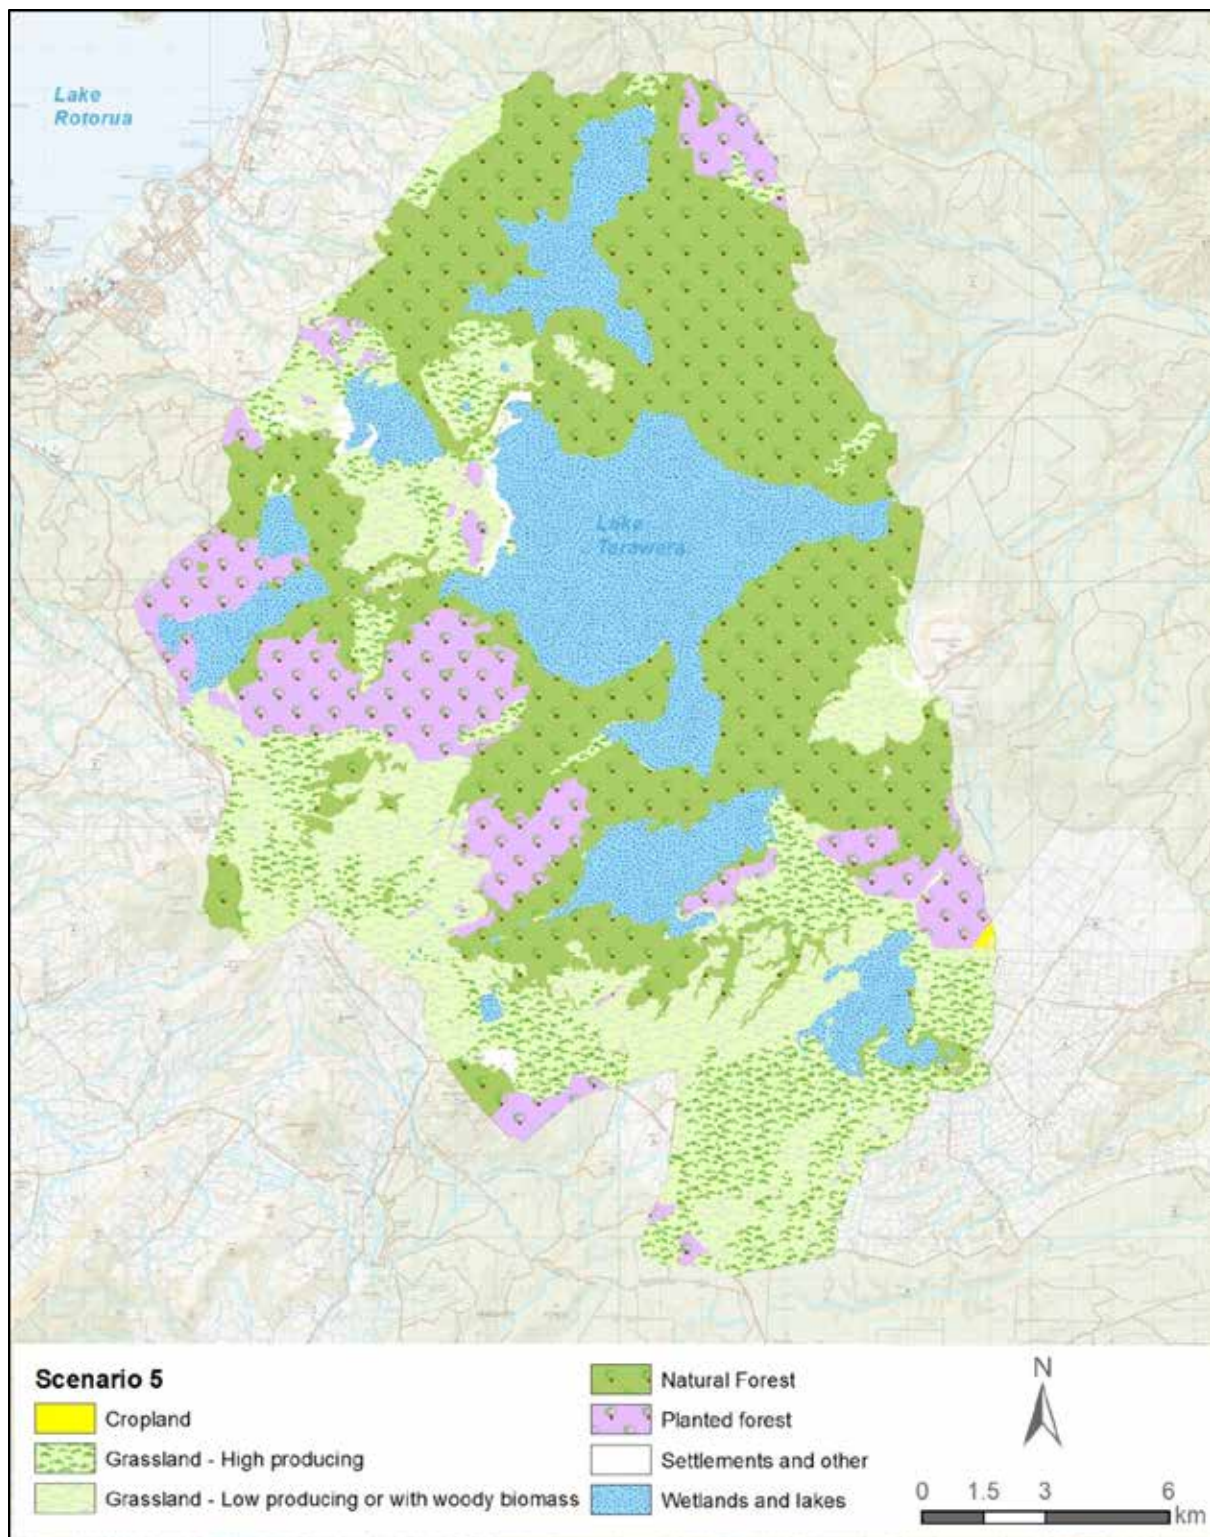 Lake
Rotorua
Lake
Terawera
Scenario 5
Cropland
Grassland - High producing
Grassland - Low producing or with woody biomass
Natural Forest
Planted forest
Settlements and other
Wetlands and lakes
N
0 1.5 3 6
km